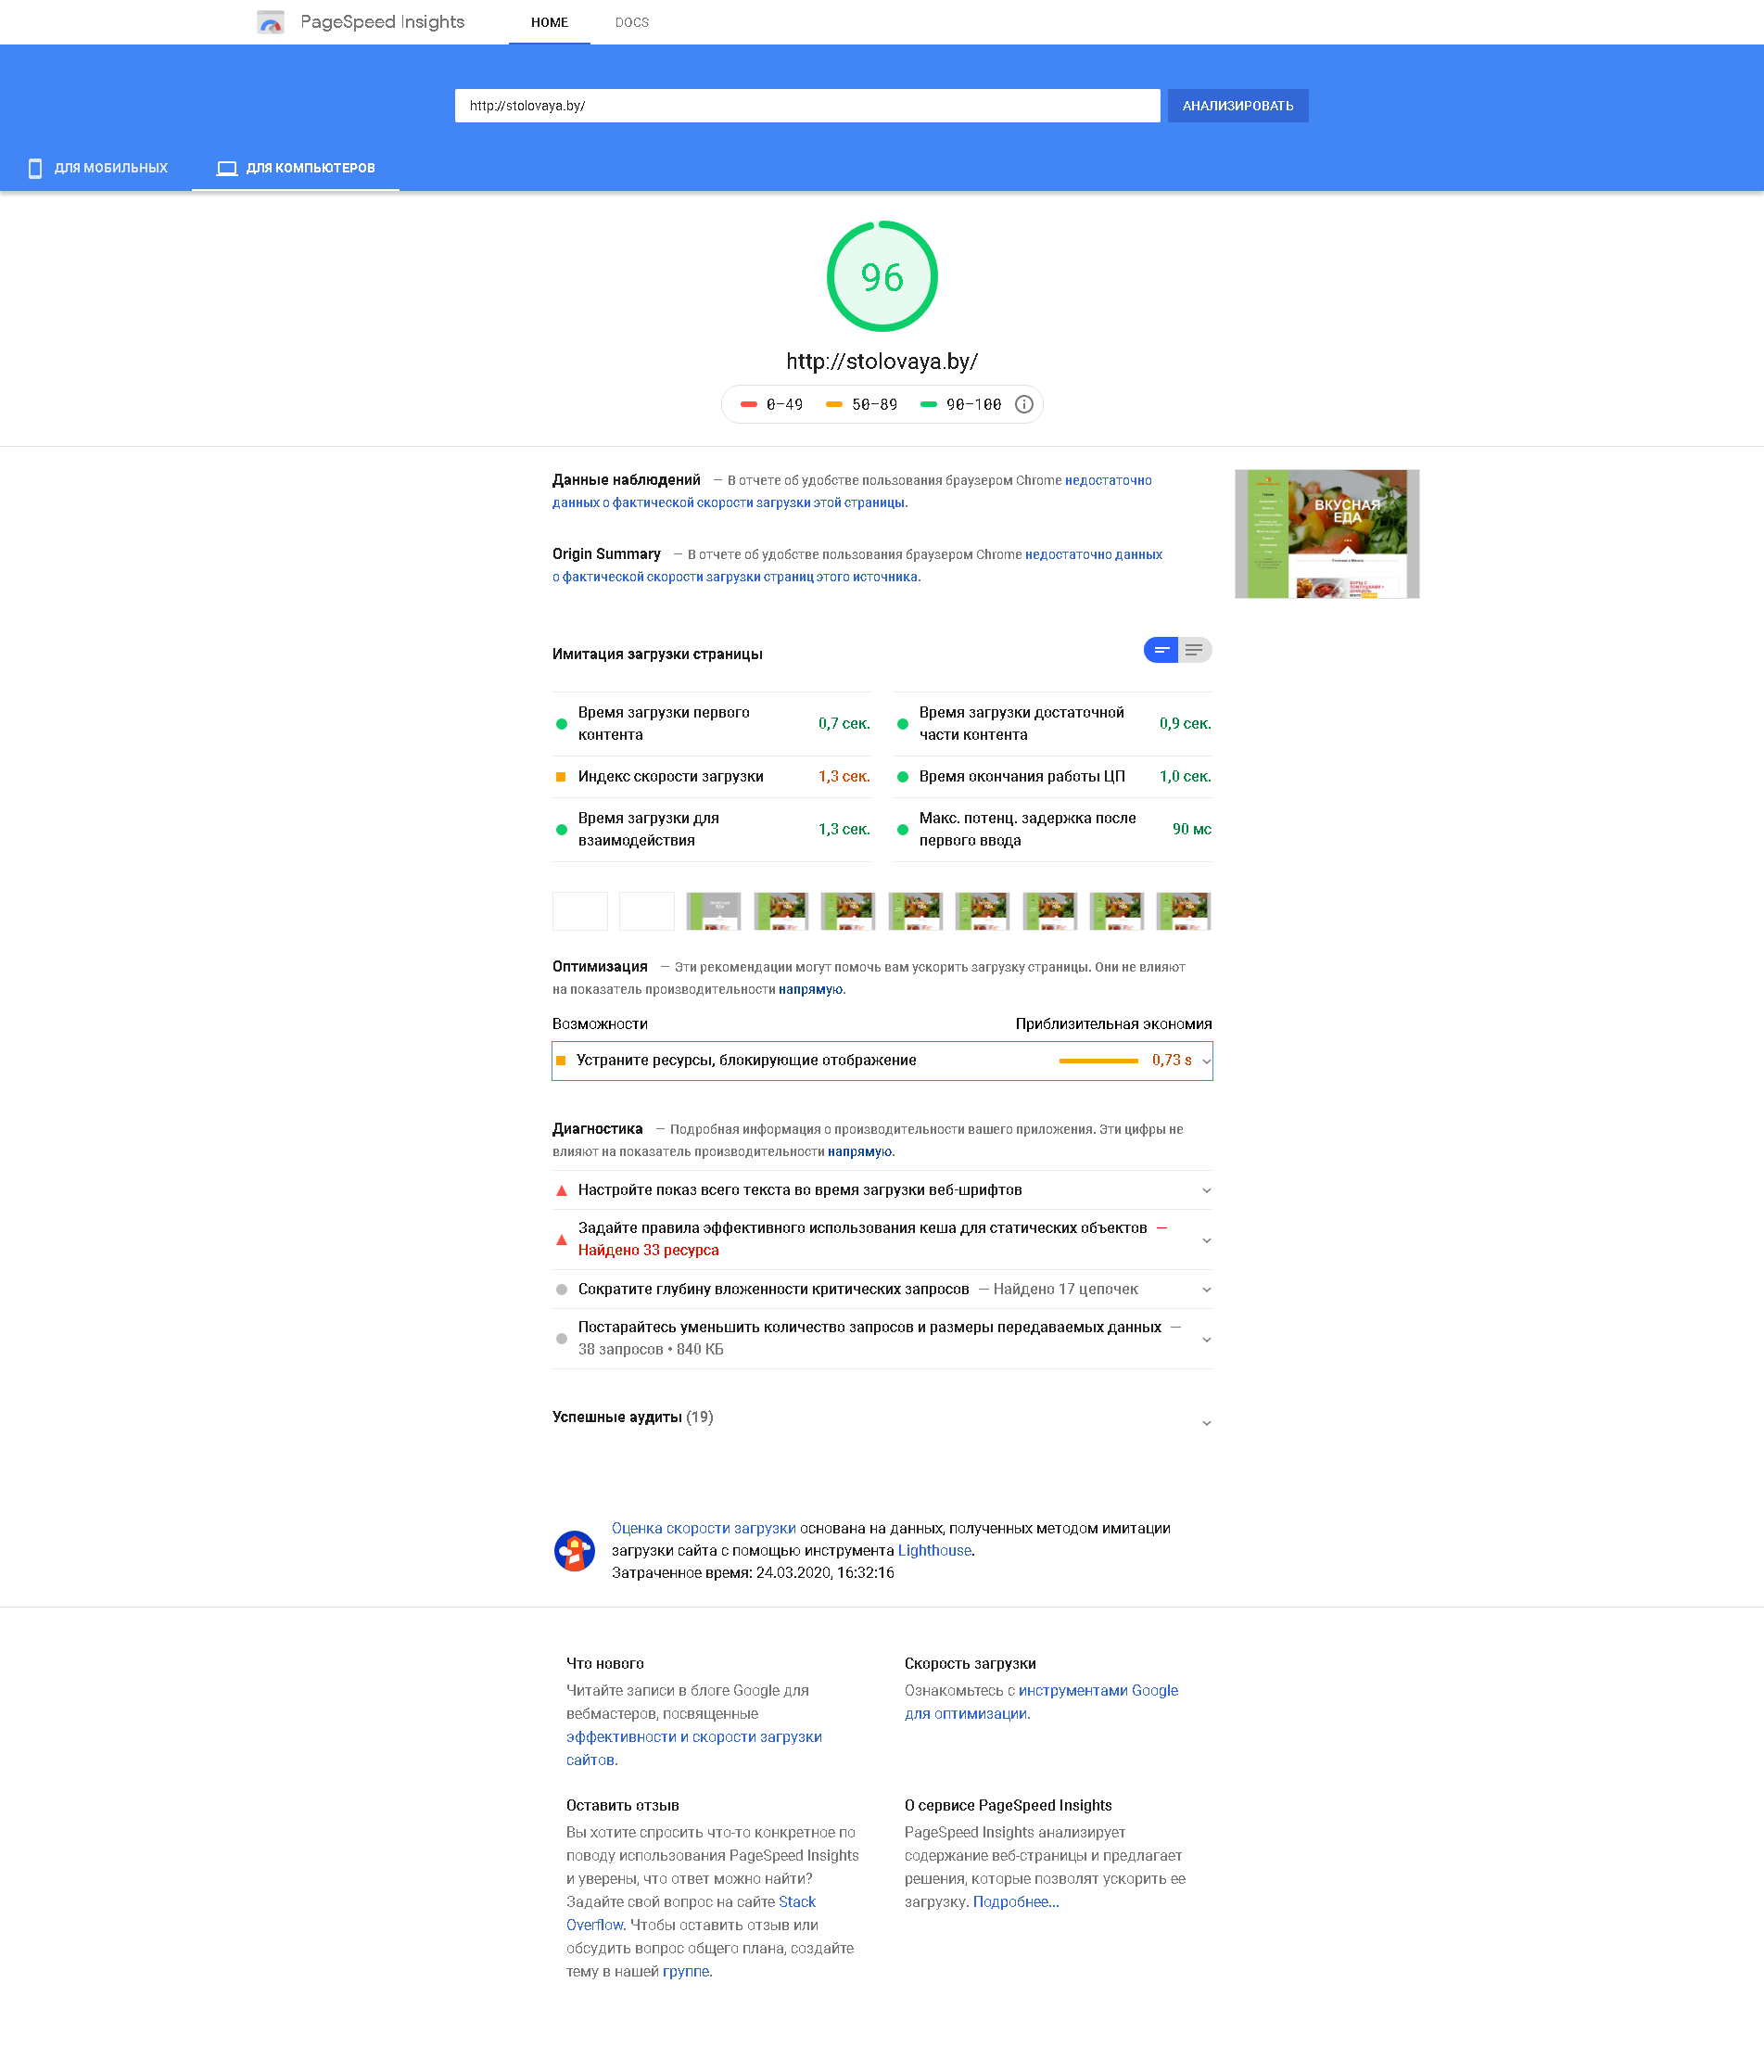 PageSpeed Insights
HOME
DOCS
http://stolovaya.by/
АНАЛИЗИРОВАТЬ
ДЛЯ МОБИЛЬНЫХ
ДЛЯ КОМПЬЮТЕРОВ
96
http://stolovaya.by/
0–49
50–89
90–100
Данные наблюдений — В отчете об удобстве пользования браузером Chrome недостаточно
данных о фактической скорости загрузки этой страницы.
ВКУСНАЯ
ЕДА
Origin Summary — В отчете об удобстве пользования браузером Chrome недостаточно данных
о фактической скорости загрузки страниц этого источника.
Имитация загрузки страницы
Время загрузки первого
контента
0,7 сек.
Время загрузки достаточной
части контента
0,9 сек.
Индекс скорости загрузки
1,3 сек.
Время окончания работы ЦП
1,0 сек.
Время загрузки для
взаимодействия
1,3 сек.
Макс. потенц. задержка после
первого ввода
90 мс
Оптимизация — Эти рекомендации могут помочь вам ускорить загрузку страницы. Они не влияют
на показатель производительности напрямую.
Возможности
Приблизительная экономия
Устраните ресурсы, блокирующие отображение
0,73 s
Диагностика — Подробная информация о производительности вашего приложения. Эти цифры не
влияют на показатель производительности напрямую.
Настройте показ всего текста во время загрузки веб-шрифтов
Задайте правила эффективного использования кеша для статических объектов —
Найдено 33 ресурса
Сократите глубину вложенности критических запросов — Найдено 17 цепочек
Постарайтесь уменьшить количество запросов и размеры передаваемых данных —
38 запросов • 840 КБ
Успешные аудиты (19)
Оценка скорости загрузки основана на данных, полученных методом имитации
загрузки сайта с помощью инструмента Lighthouse.
Затраченное время: 24.03.2020, 16:32:16
Что нового
Читайте записи в блоге Google для
вебмастеров, посвященные
эффективности и скорости загрузки
сайтов.
Скорость загрузки
Ознакомьтесь с инструментами Google
для оптимизации.
Оставить отзыв
Вы хотите спросить что-то конкретное по
поводу использования PageSpeed Insights
и уверены, что ответ можно найти?
Задайте свой вопрос на сайте Stack
Overflow. Чтобы оставить отзыв или
обсудить вопрос общего плана, создайте
тему в нашей группе.
О сервисе PageSpeed Insights
PageSpeed Insights анализирует
содержание веб-страницы и предлагает
решения, которые позволят ускорить ее
загрузку. Подробнее...